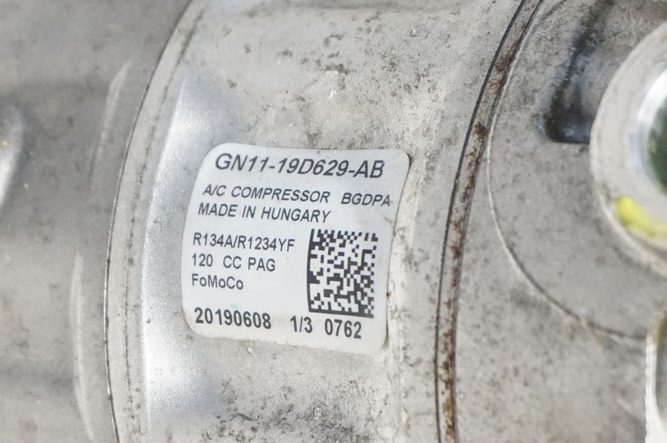 GN11-19D629-AB
A/C COMPRESSOR BGDPA
MADE IN HUNGARY
R134A/R1234YF
120 CC PAG
FoMoCo
20190608 1/3 0762